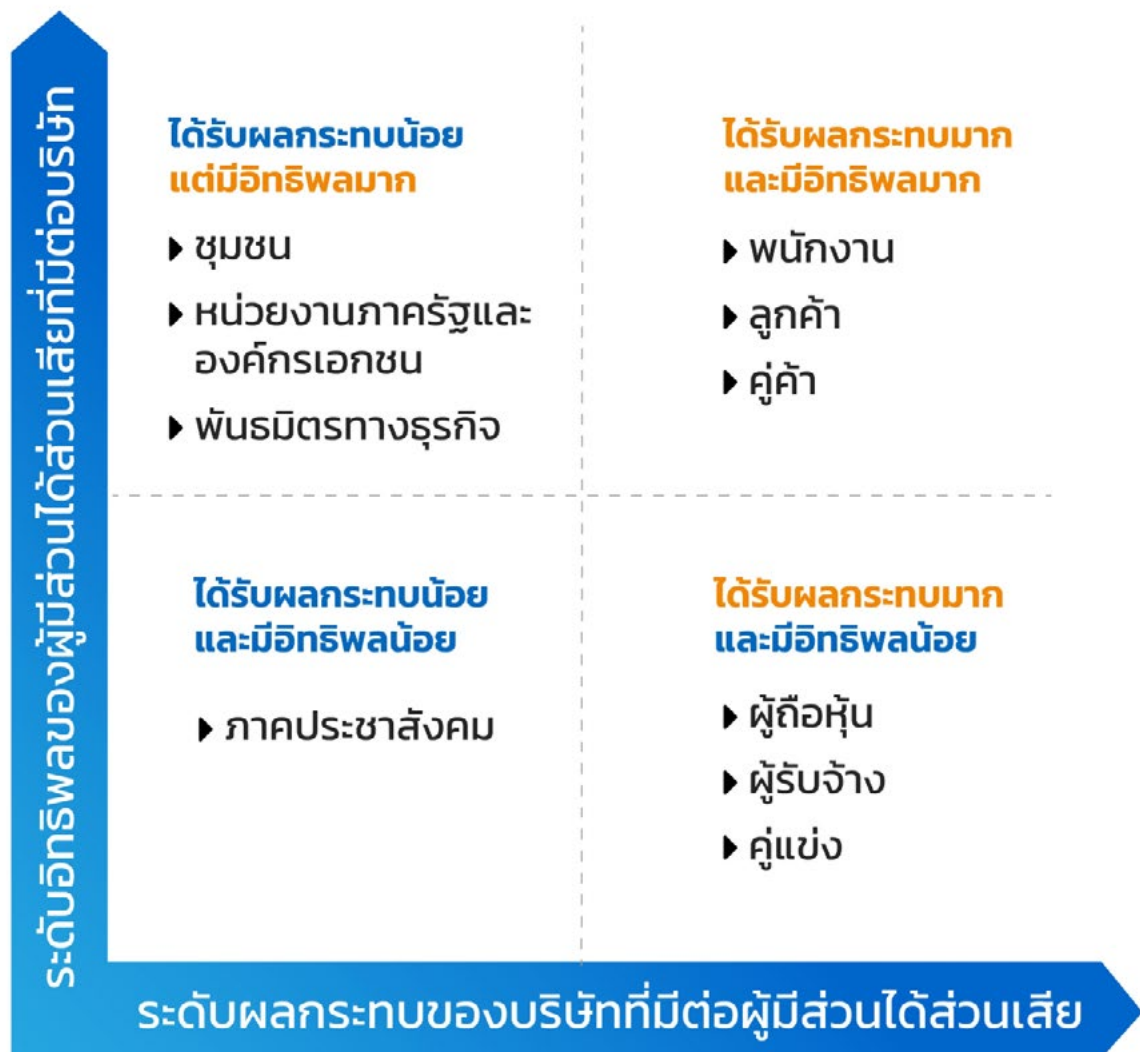 ระดับอิทธิพลของผู้มีส่วนได้ส่วนเสียที่มีต่อบริษัท
ได้รับผลกระทบน้อย
แต่มีอิทธิพลมาก
ชุมชน
หน่วยงานภาครัฐและ
องค์กรเอกชน
พันธมิตรทางธุรกิจ
ได้รับผลกระทบมาก
และมีอิทธิพลมาก
พนักงาน
ลูกค้า
คู่ค้า
ได้รับผลกระทบน้อย
และมีอิทธิพลน้อย
ภาคประชาสังคม
ได้รับผลกระทบมาก
และมีอิทธิพลน้อย
ผู้ถือหุ้น
ผู้รับจ้าง
คู่แข่ง
ระดับผลกระทบของบริษัทที่มีต่อผู้มีส่วนได้ส่วนเสีย